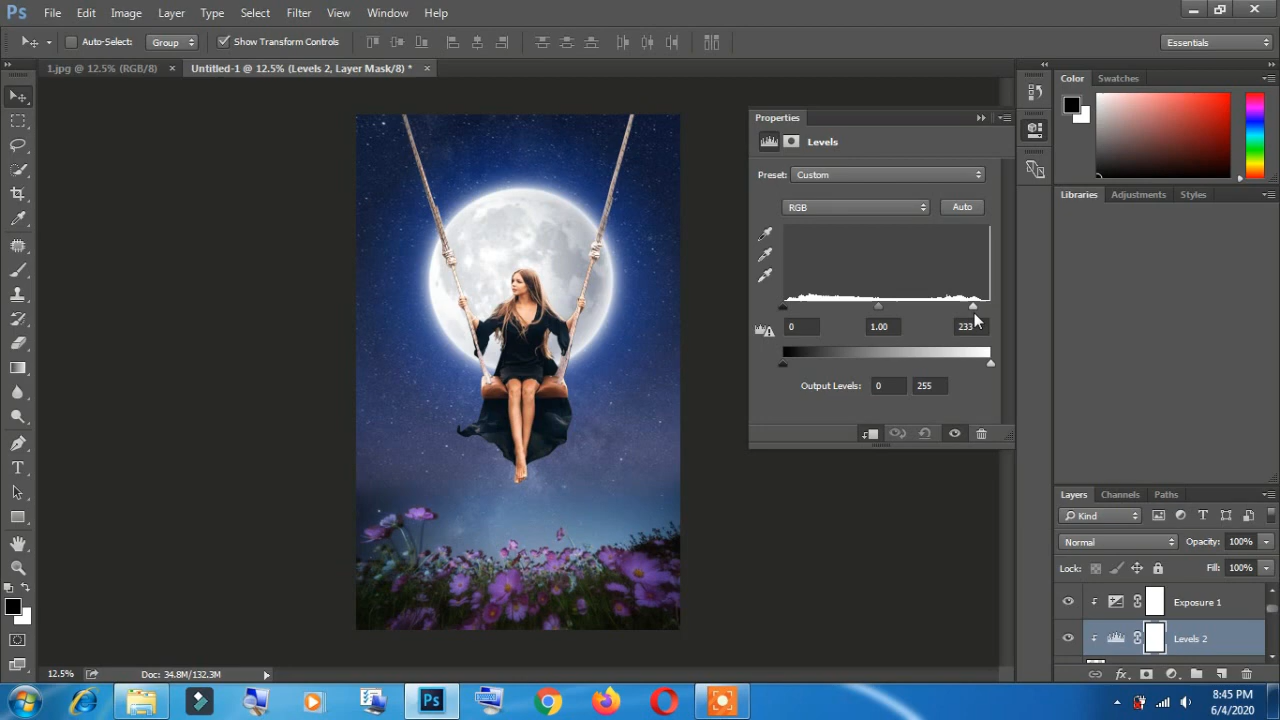 Ps File Edit Image Layer Type Select Filter 3D View Window Help
Auto-Select: Group Show Transform Controls Essentials
1.jpg @ 12.5% (RGB/8) × Untitled-1 @ 12.5% (Levels 2, Layer Mask/8) * ×
Color Swatches
Properties
Levels
Preset: Custom
RGB Auto
0 1.00 233
Output Levels: 0 255
Libraries Adjustments Styles
Layers Channels Paths
Kind
Normal Opacity: 100%
Lock: Fill: 100%
Exposure 1
Levels 2
12.5% Doc: 34.8M/132.3M
Ps
8:45 PM
6/4/2020